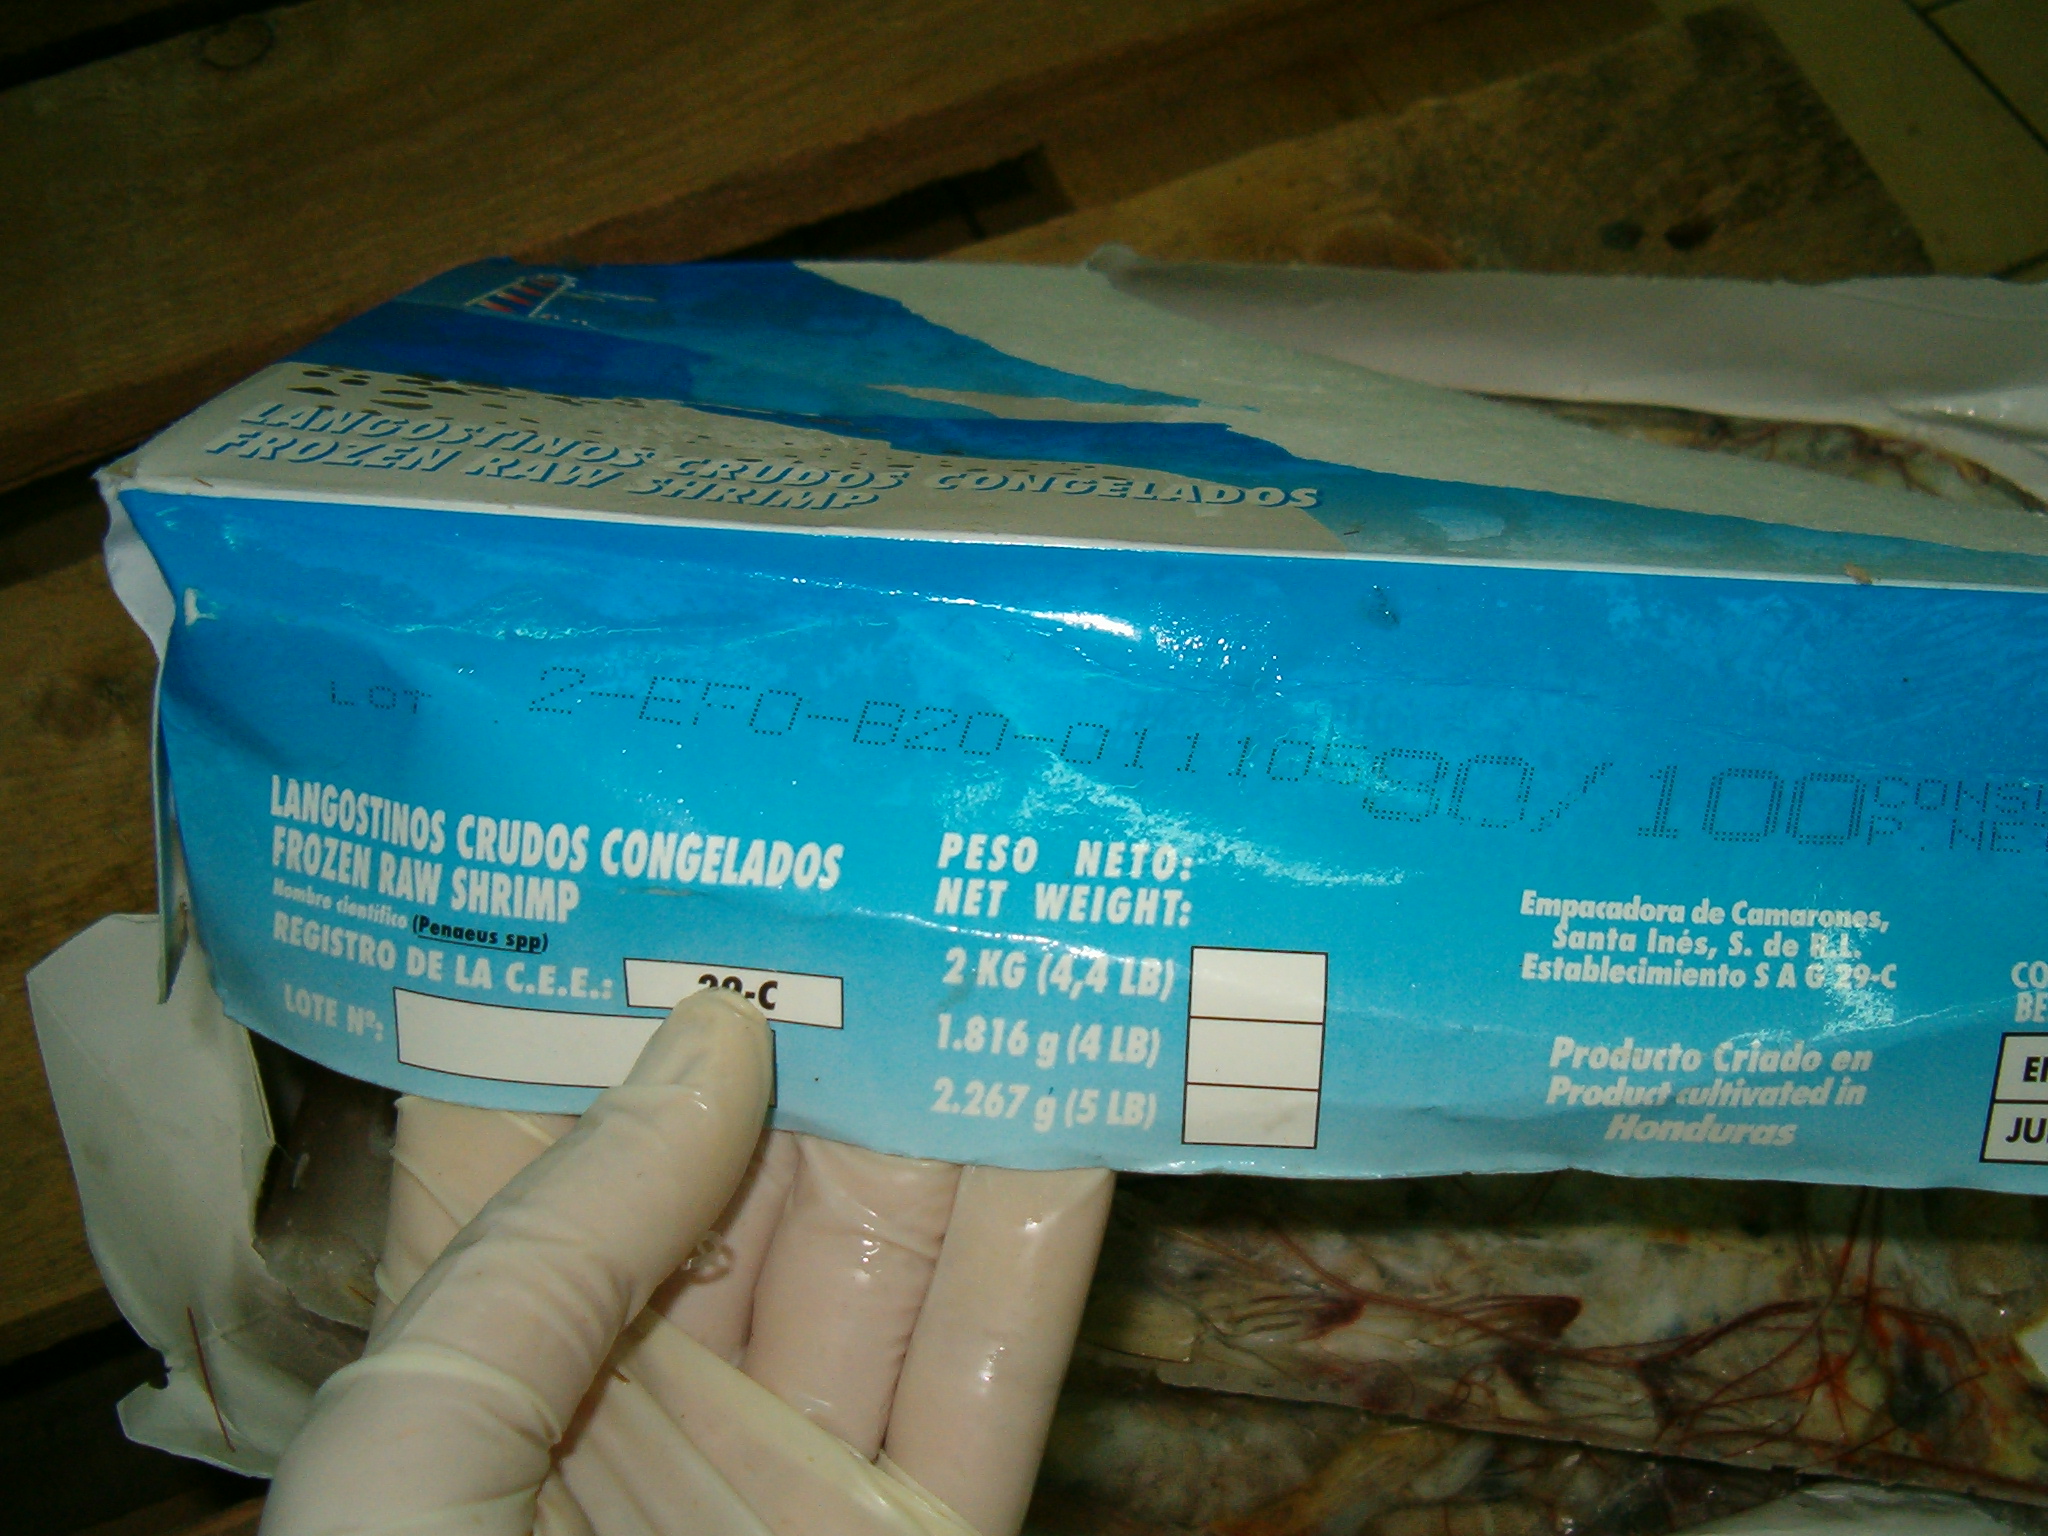 LANGOSTINOS CRUDOS CONGELADOS
FROZEN RAW SHRIMP
LOT 2-EFO-B20-011110-90/100
LANGOSTINOS CRUDOS CONGELADOS
FROZEN RAW SHRIMP
Nombre científico (Penaeus spp)
REGISTRO DE LA C.E.E.: 29-C
LOTE Nº:
PESO NETO:
NET WEIGHT:
2 KG (4,4 LB)
1.816 g (4 LB)
2.267 g (5 LB)
Empacadora de Camarones,
Santa Inés, S. de R.L.
Establecimiento S A G 29-C
Producto Criado en
Product cultivated in
Honduras